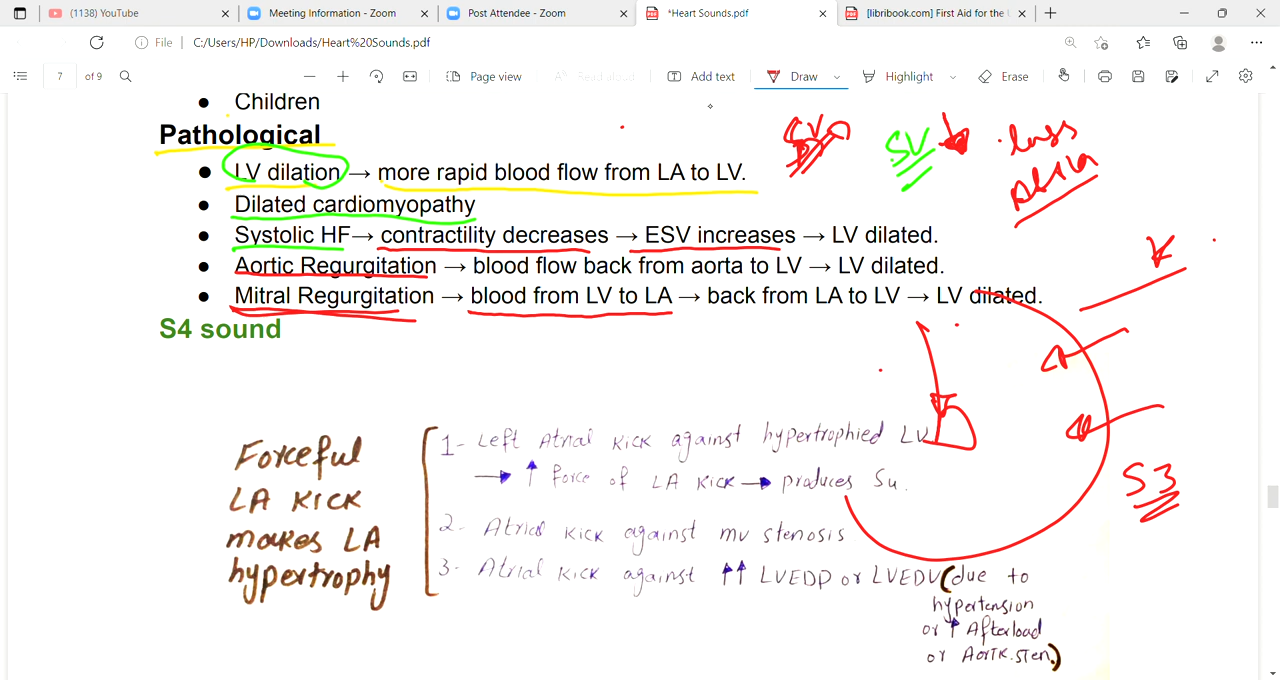 (1138) YouTube
Meeting Information - Zoom
Post Attendee - Zoom
*Heart Sounds.pdf
[libribook.com] First Aid for the
File
C:/Users/HP/Downloads/Heart%20Sounds.pdf
7 of 9
Page view
Read aloud
Add text
Draw
Highlight
Erase
● Children
Pathological
● LV dilation → more rapid blood flow from LA to LV.
● Dilated cardiomyopathy
● Systolic HF→ contractility decreases → ESV increases → LV dilated.
● Aortic Regurgitation → blood flow back from aorta to LV → LV dilated.
● Mitral Regurgitation → blood from LV to LA → back from LA to LV → LV dilated.
SV
SV ↓
loss
K
S3
S4 sound
Forceful
LA KICK
makes LA
hypertrophy
1- Left Atrial Kick against hypertrophied LV
→ ↑ force of LA Kick → produces S4.
2- Atrial Kick against mv stenosis
3- Atrial Kick against ↑↑ LVEDP or LVEDV (due to
hypertension
or ↑ Afterload
or Aortic.sten.)